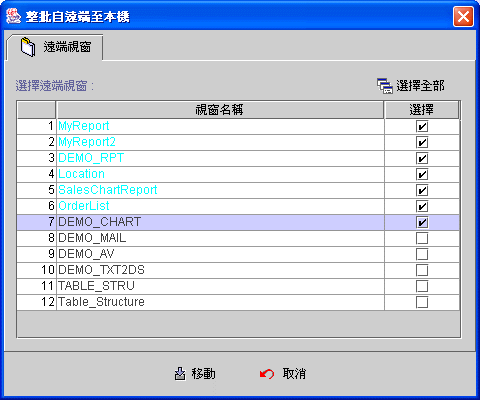 整批自遠端至本機
遠端視窗
選擇遠端視窗 :
選擇全部
視窗名稱 選擇
1 MyReport
2 MyReport2
3 DEMO_RPT
4 Location
5 SalesChartReport
6 OrderList
7 DEMO_CHART
8 DEMO_MAIL
9 DEMO_AV
10 DEMO_TXT2DS
11 TABLE_STRU
12 Table_Structure
移動 取消